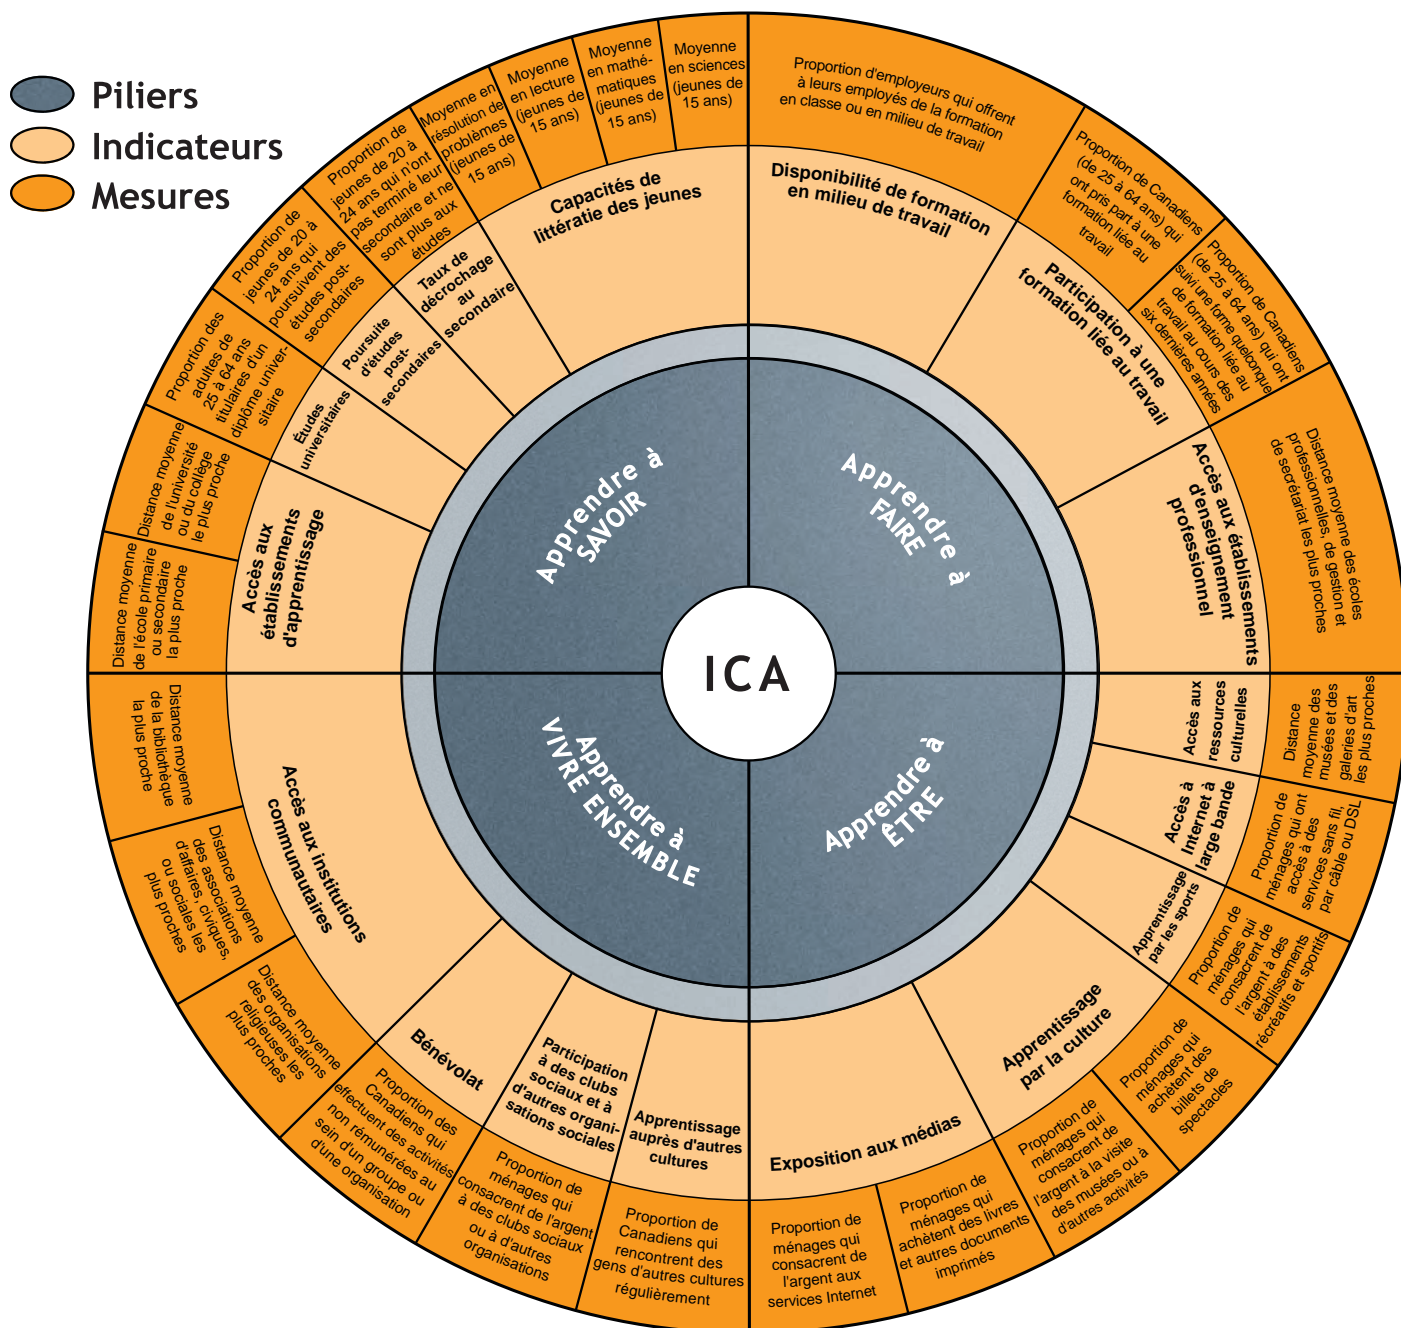 Piliers
Indicateurs
Mesures
ICA
Apprendre à
SAVOIR
Apprendre à
FAIRE
Apprendre à
ÊTRE
Apprendre à
VIVRE ENSEMBLE
Capacités de
littératie des jeunes
Moyenne
en sciences
(jeunes de
15 ans)
Moyenne
en mathé-
matiques
(jeunes de
15 ans)
Moyenne
en lecture
(jeunes de
15 ans)
Moyenne en
résolution de
problèmes
(jeunes de
15 ans)
Taux de
décrochage
au
secondaire
Proportion de
jeunes de 20 à
24 ans qui n'ont
pas terminé leur
secondaire et ne
sont plus aux
études
Poursuite
d'études
post-
secondaires
Proportion de
jeunes de 20 à
24 ans qui
poursuivent des
études post-
secondaires
Études
universitaires
Proportion des
adultes de
25 à 64 ans
titulaires d'un
diplôme univer-
sitaire
Accès aux
établissements
d'apprentissage
Distance moyenne
de l'université
ou du collège
le plus proche
Distance moyenne
de l'école primaire
ou secondaire
la plus proche
Disponibilité de formation
en milieu de travail
Proportion d'employeurs qui offrent
à leurs employés de la formation
en classe ou en milieu de travail
Participation à une
formation liée au travail
Proportion de Canadiens
(de 25 à 64 ans) qui
ont pris part à une
formation liée au
travail
Proportion de Canadiens
(de 25 à 64 ans) qui ont
suivi une forme quelconque
de formation liée au
travail au cours des
six dernières années
Accès aux établissements
d'enseignement
professionnel
Distance moyenne des écoles
professionnelles, de gestion et
de secrétariat les plus proches
Accès aux
ressources
culturelles
Distance
moyenne des
musées et des
galeries d'art
les plus proches
Accès à
Internet à
large bande
Proportion de
ménages qui ont
accès à des
services sans fil,
par câble ou DSL
Apprentissage
par les sports
Proportion de
ménages qui
consacrent de
l'argent à des
établissements
récréatifs et sportifs
Apprentissage
par la culture
Proportion de
ménages qui
achètent des
billets de
spectacles
Proportion de
ménages qui
consacrent de
l'argent à la visite
des musées ou à
d'autres activités
Exposition aux médias
Proportion de
ménages qui
achètent des livres
et autres documents
imprimés
Proportion de
ménages qui
consacrent de
l'argent aux
services Internet
Apprentissage
auprès d'autres
cultures
Proportion de
Canadiens qui
rencontrent des
gens d'autres cultures
régulièrement
Participation
à des clubs
sociaux et à
d'autres organi-
sations sociales
Proportion de
ménages qui
consacrent de l'argent
à des clubs sociaux
ou à d'autres
organisations
Bénévolat
Proportion des
Canadiens qui
effectuent des activités
non rémunérées au
sein d'un groupe ou
d'une organisation
Accès aux institutions
communautaires
Distance moyenne
des organisations
religieuses les
plus proches
Distance moyenne
des associations
d'affaires, civiques,
ou sociales les
plus proches
Distance moyenne
de la bibliothèque
la plus proche